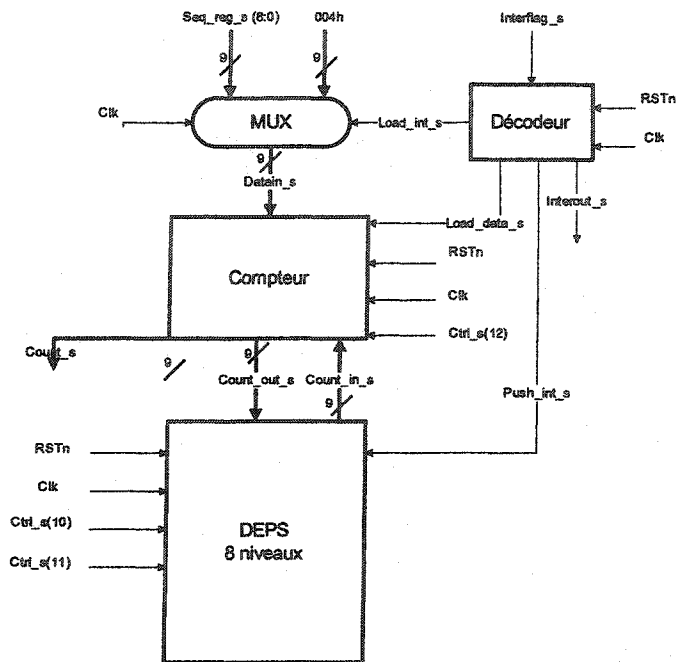 Seq_reg_s (8:0) 004h Interflag_s
9 9
Clk MUX Load_int_s Décodeur RSTn
Clk
9
Datain_s Interout_s
Load_data_s
RSTn
Compteur
Clk
Ctrl_s(12)
Count_s 9 9
Count_out_s Count_in_s Push_int_s
9
RSTn
Clk
Ctrl_s(10) DEPS
8 niveaux
Ctrl_s(11)